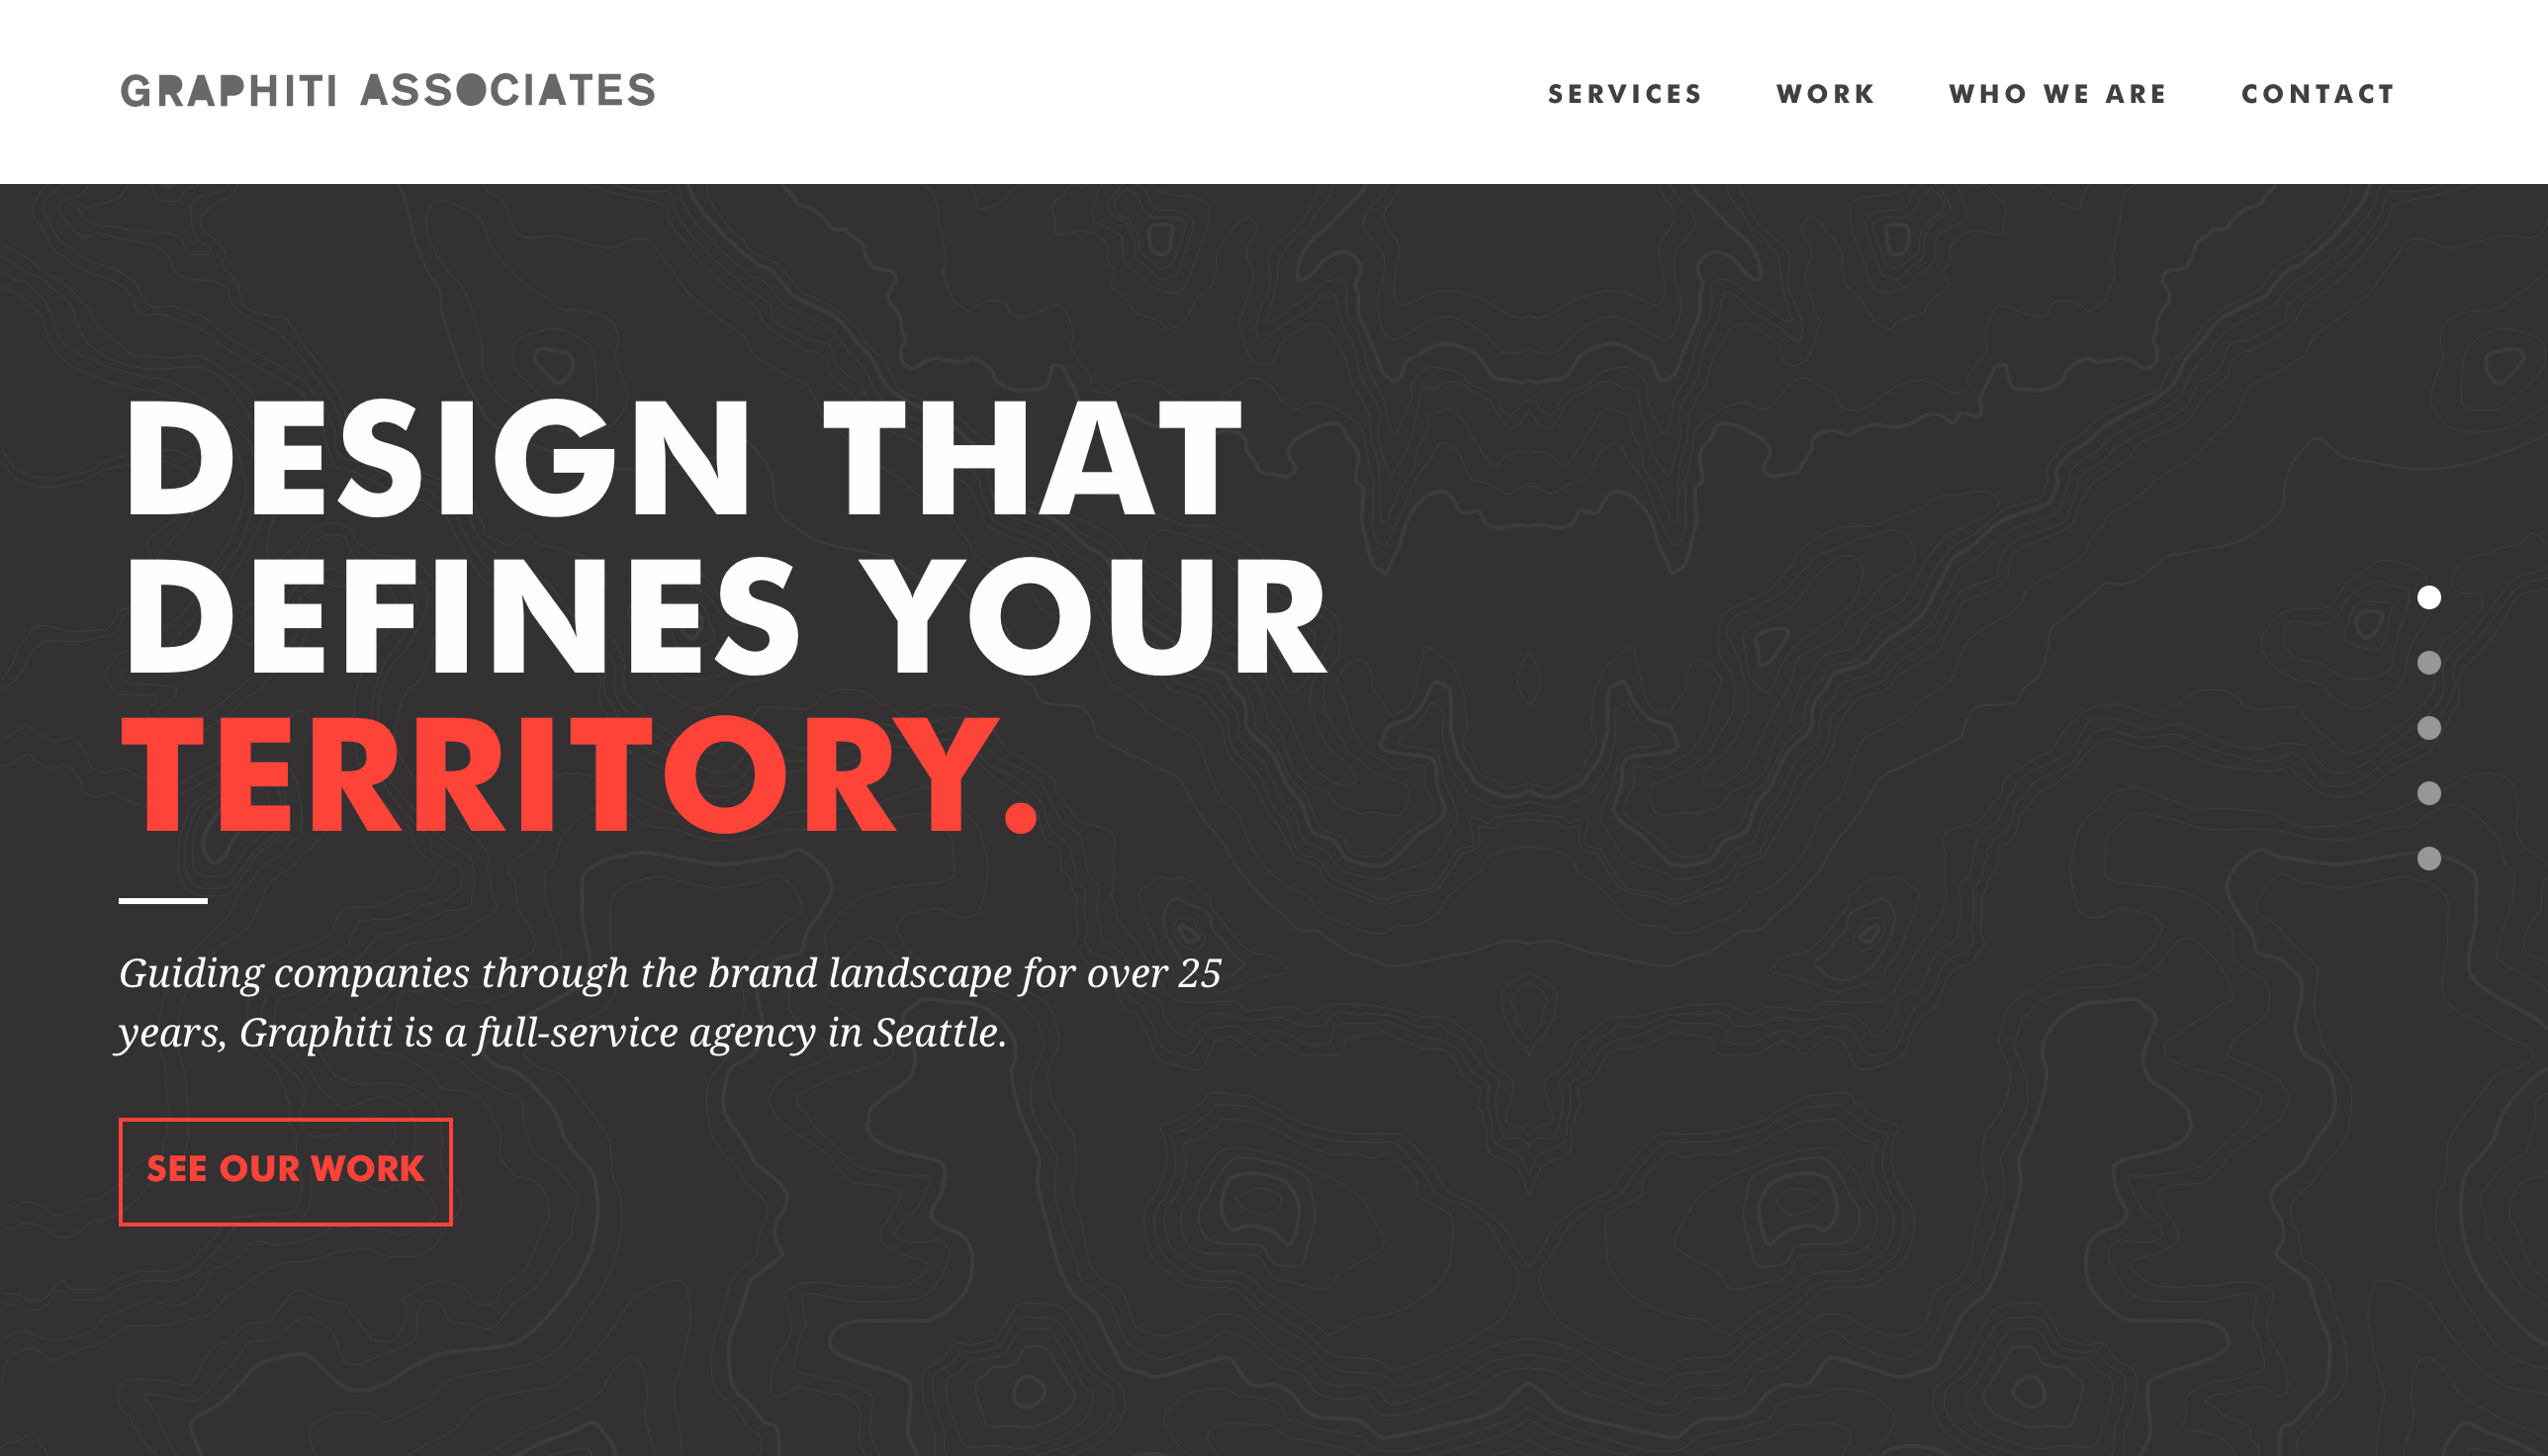 GRAPHITI ASSOCIATES
SERVICES WORK WHO WE ARE CONTACT
DESIGN THAT
DEFINES YOUR
TERRITORY.
Guiding companies through the brand landscape for over 25
years, Graphiti is a full-service agency in Seattle.
SEE OUR WORK